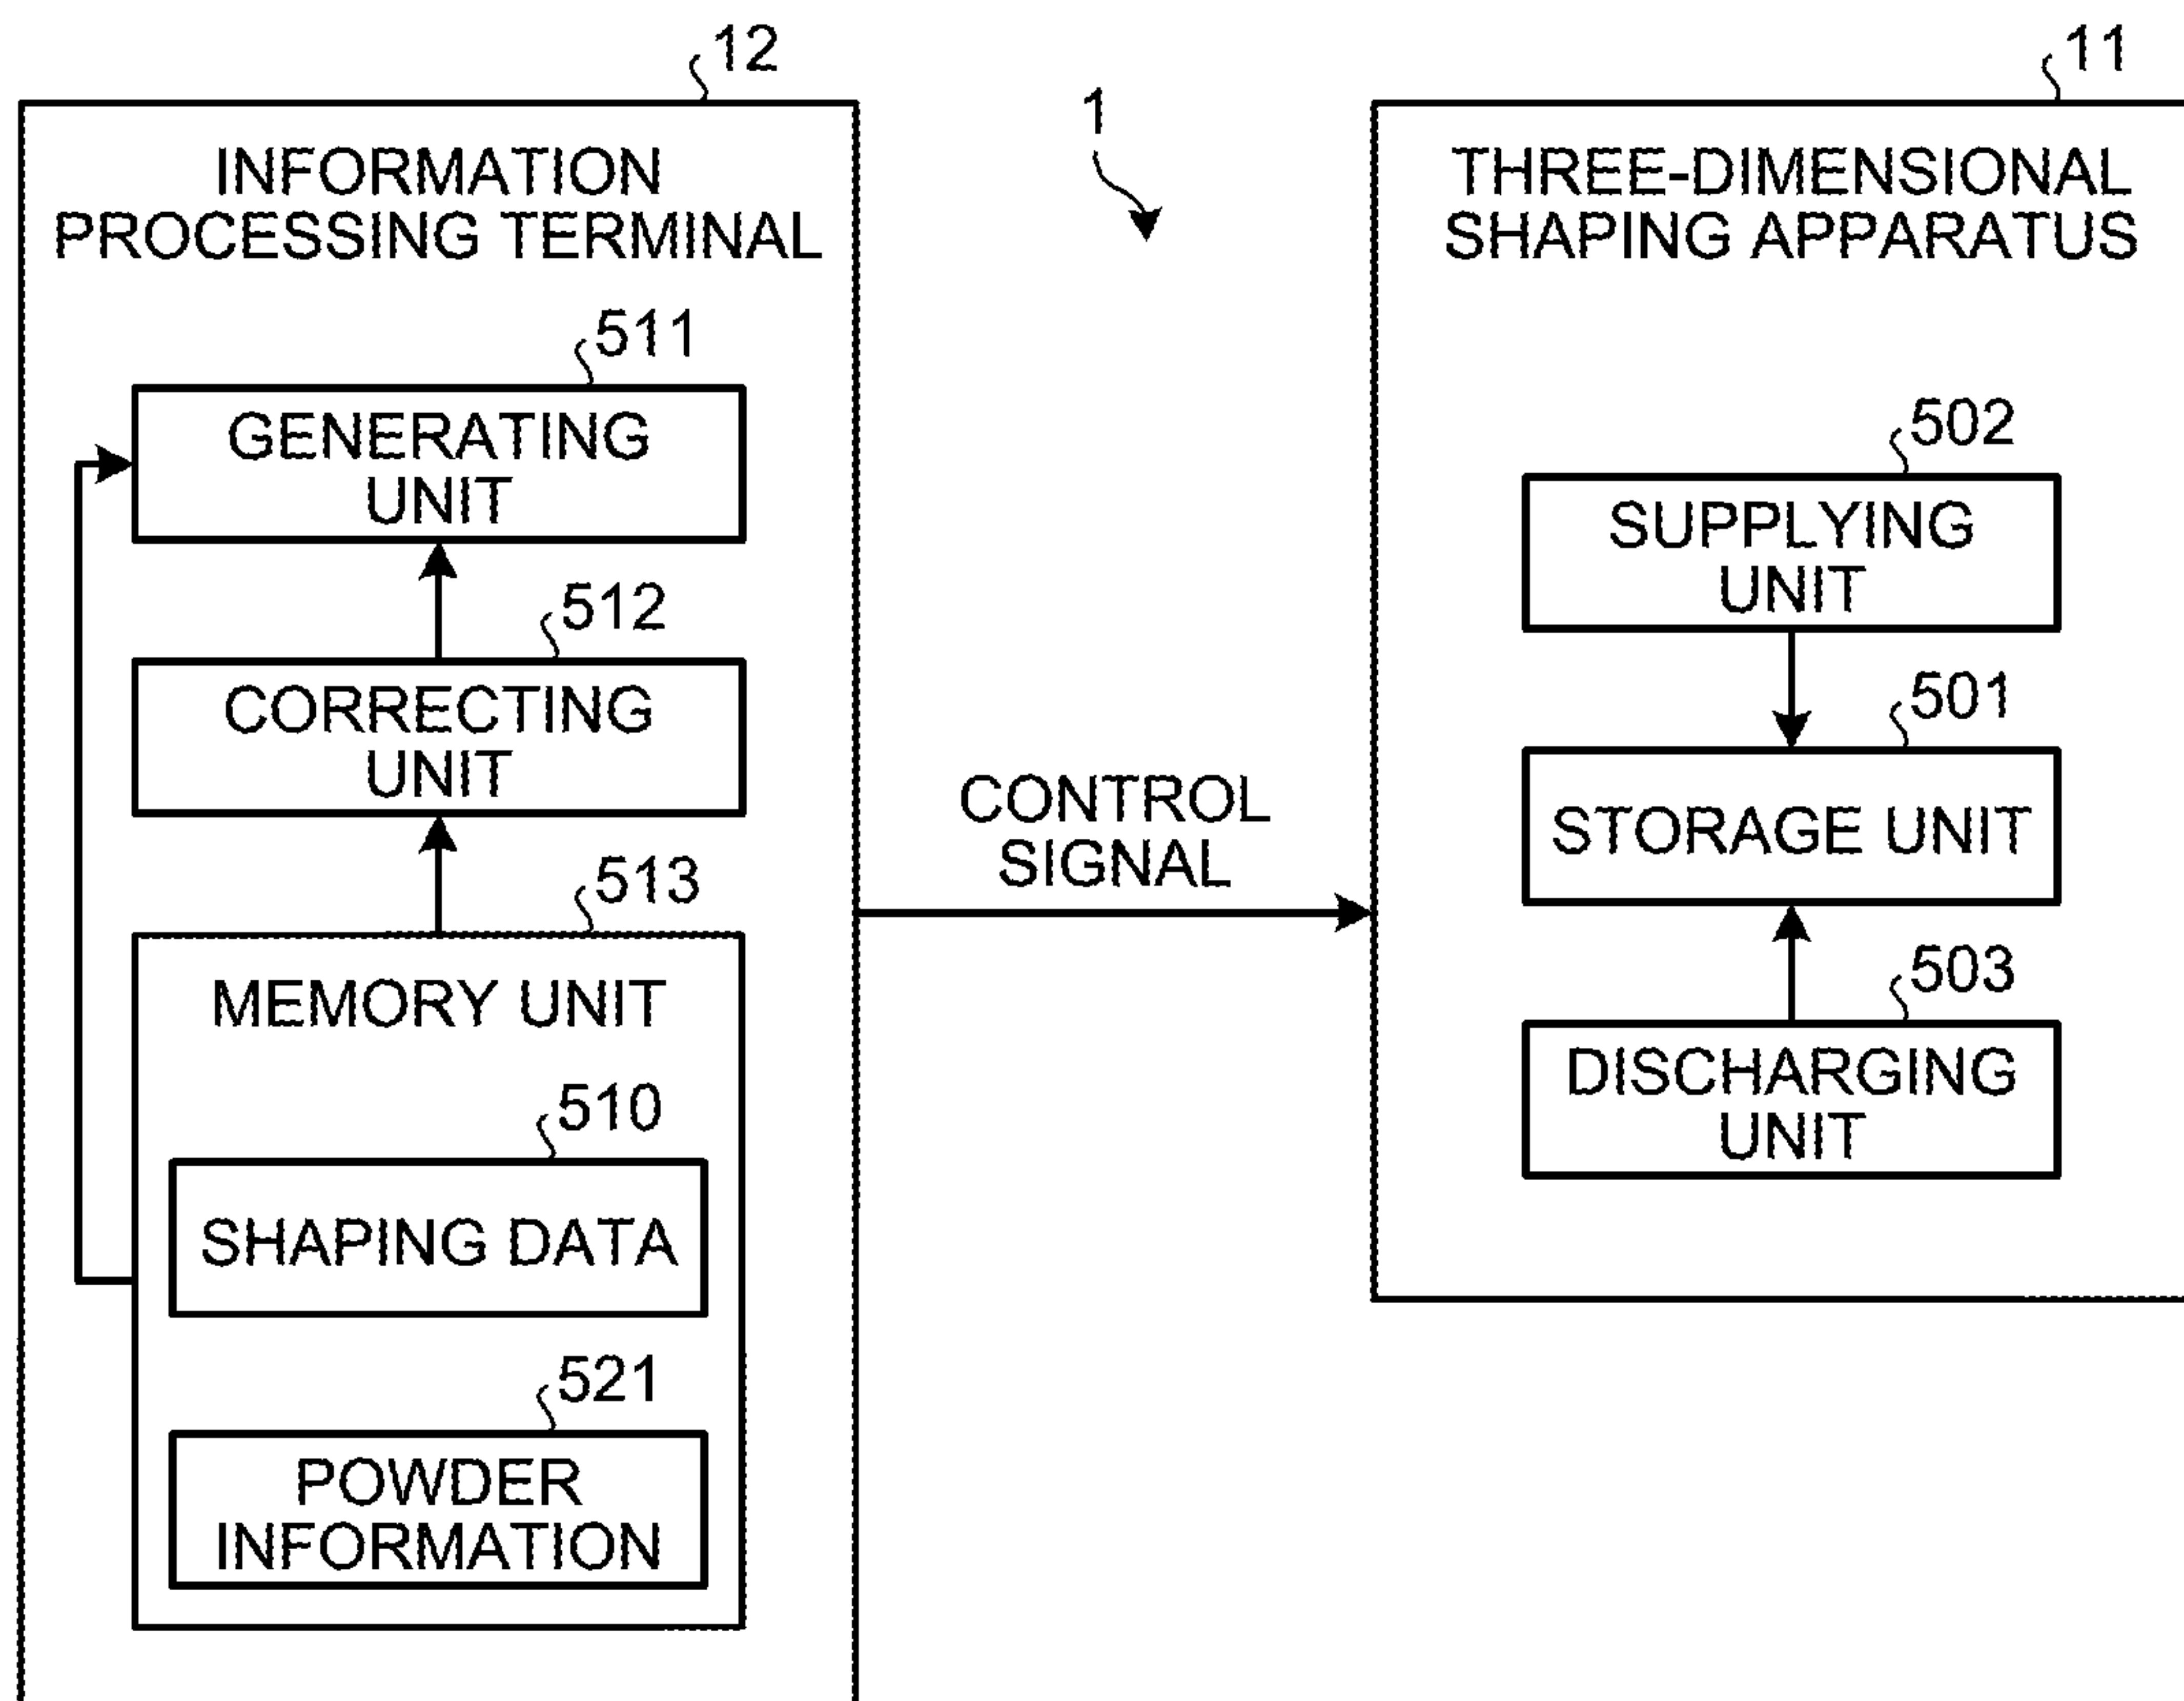 12
INFORMATION
PROCESSING TERMINAL
511
GENERATING
UNIT
512
CORRECTING
UNIT
513
MEMORY UNIT
510
SHAPING DATA
521
POWDER
INFORMATION
1
CONTROL
SIGNAL
11
THREE-DIMENSIONAL
SHAPING APPARATUS
502
SUPPLYING
UNIT
501
STORAGE UNIT
503
DISCHARGING
UNIT